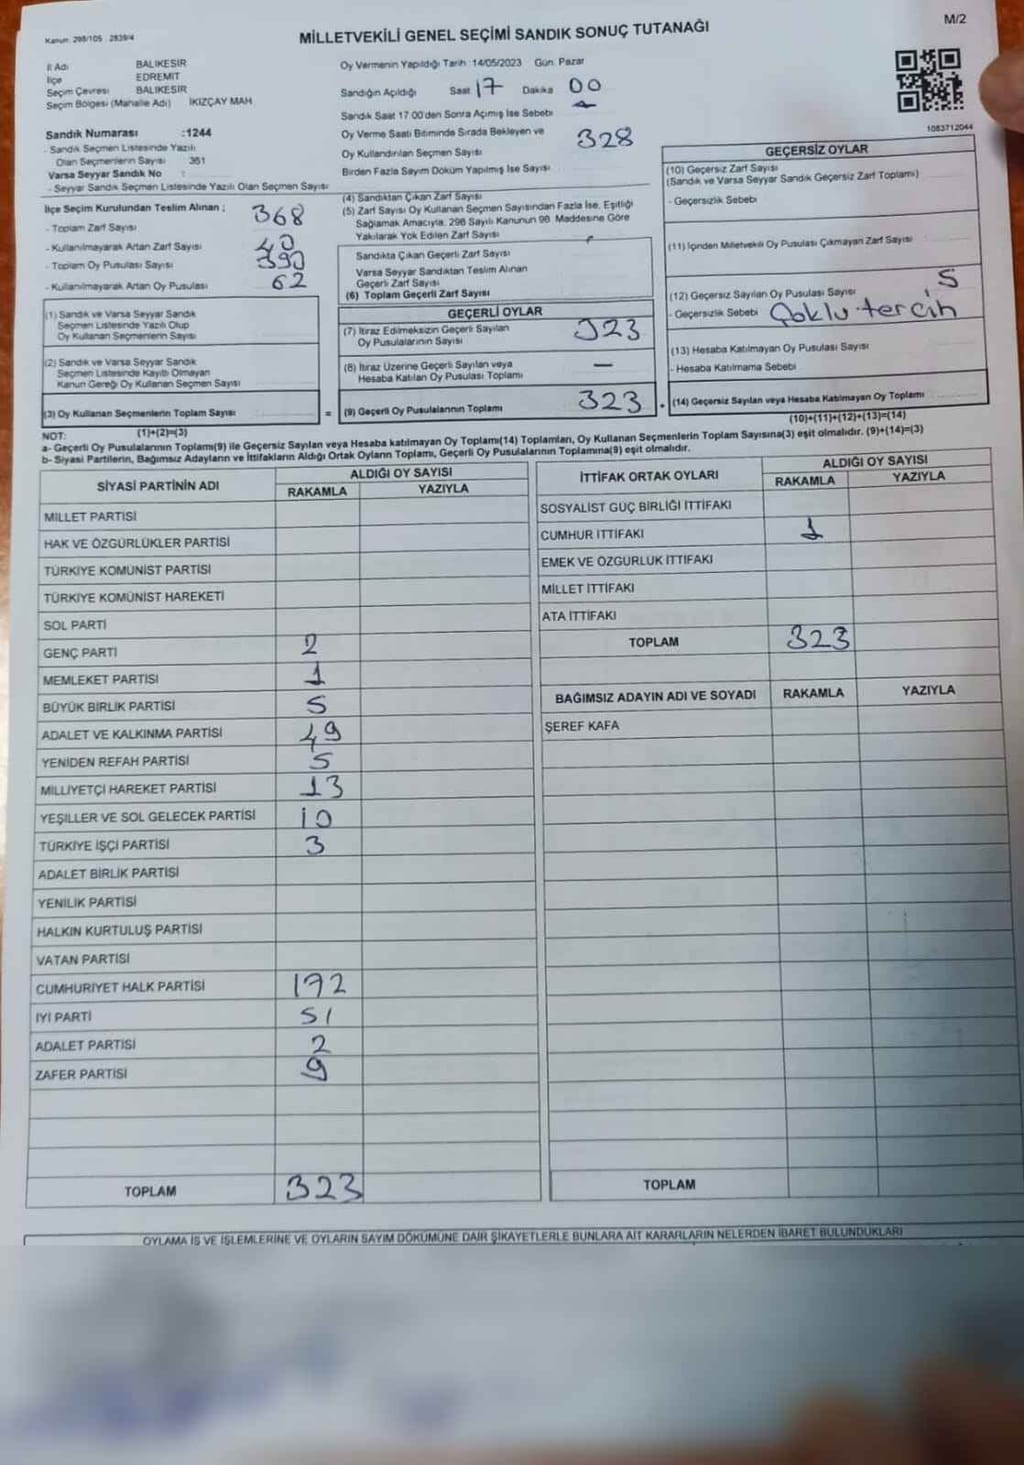 M/2
Kanun: 298/105 2839/4
MİLLETVEKİLİ GENEL SEÇİMİ SANDIK SONUÇ TUTANAĞI
İl Adı BALIKESİR
İlçe EDREMİT
Seçim Çevresi BALIKESİR
Seçim Bölgesi (Mahalle Adı) İKİZÇAY MAH
Sandık Numarası :1244
- Sandık Seçmen Listesinde Yazılı
Olan Seçmenlerin Sayısı 361
Varsa Seyyar Sandık No :
- Seyyar Sandık Seçmen Listesinde Yazılı Olan Seçmen Sayısı
Oy Vermenin Yapıldığı Tarih :14/05/2023 Gün: Pazar
Sandığın Açıldığı Saat 17 Dakika 00
Sandık Saat 17 00'den Sonra Açımış İse Sebebi
Oy Verme Saati Bitiminde Sırada Bekleyen ve
Oy Kullandırılan Seçmen Sayısı 328
Birden Fazla Sayım Döküm Yapılmış İse Sayısı
1083712044
İlçe Seçim Kurulundan Teslim Alınan ;
- Toplam Zarf Sayısı 368
- Kullanılmayarak Artan Zarf Sayısı 40
- Toplam Oy Pusulası Sayısı 390
- Kullanılmayarak Artan Oy Pusulası 62
(1) Sandık ve Varsa Seyyar Sandık
Seçmen Listesinde Yazılı Olup
Oy Kullanan Seçmenlerin Sayısı
(2) Sandık ve Varsa Seyyar Sandık
Seçmen Listesinde Kayıtlı Olmayan
Kanun Gereği Oy Kullanan Seçmen Sayısı
(3) Oy Kullanan Seçmenlerin Toplam Sayısı
(1)+(2)=(3)
=
(4) Sandıktan Çıkan Zarf Sayısı
(5) Zarf Sayısı Oy Kullanan Seçmen Sayısından Fazla İse, Eşitliği
Sağlamak Amacıyla, 298 Sayılı Kanunun 98. Maddesine Göre
Yakılarak Yok Edilen Zarf Sayısı
Sandıkta Çıkan Geçerli Zarf Sayısı
Varsa Seyyar Sandıktan Teslim Alınan
Geçerli Zarf Sayısı
(6) Toplam Geçerli Zarf Sayısı
GEÇERLİ OYLAR
(7) İtiraz Edilmeksizin Geçerli Sayılan
Oy Pusulalarının Sayısı 323
(8) İtiraz Üzerine Geçerli Sayılan veya
Hesaba Katılan Oy Pusulası Toplamı —
(9) Geçerli Oy Pusulalarının Toplamı 323
GEÇERSİZ OYLAR
(10) Geçersiz Zarf Sayısı
(Sandık ve Varsa Seyyar Sandık Geçersiz Zarf Toplamı)
- Geçersizlik Sebebi
(11) İçinden Milletvekili Oy Pusulası Çıkmayan Zarf Sayısı
(12) Geçersiz Sayılan Oy Pusulası Sayısı 5
- Geçersizlik Sebebi Çoklu tercih
(13) Hesaba Katılmayan Oy Pusulası Sayısı
- Hesaba Katılmama Sebebi
(14) Geçersiz Sayılan veya Hesaba Katılmayan Oy Toplamı
(10)+(11)+(12)+(13)=(14)
NOT:
a- Geçerli Oy Pusulalarının Toplamı(9) ile Geçersiz Sayılan veya Hesaba katılmayan Oy Toplamı(14) Toplamları, Oy Kullanan Seçmenlerin Toplam Sayısına(3) eşit olmalıdır. (9)+(14)=(3)
b- Siyasi Partilerin, Bağımsız Adayların ve İttifakların Aldığı Ortak Oyların Toplamı, Geçerli Oy Pusulalarının Toplamına(9) eşit olmalıdır.
SİYASİ PARTİNİN ADI
ALDIĞI OY SAYISI
RAKAMLA YAZIYLA
MİLLET PARTİSİ
HAK VE ÖZGÜRLÜKLER PARTİSİ
TÜRKİYE KOMÜNİST PARTİSİ
TÜRKİYE KOMÜNİST HAREKETİ
SOL PARTİ
GENÇ PARTİ 2
MEMLEKET PARTİSİ 1
BÜYÜK BİRLİK PARTİSİ 5
ADALET VE KALKINMA PARTİSİ 49
YENİDEN REFAH PARTİSİ 5
MİLLİYETÇİ HAREKET PARTİSİ 13
YEŞİLLER VE SOL GELECEK PARTİSİ 10
TÜRKİYE İŞÇİ PARTİSİ 3
ADALET BİRLİK PARTİSİ
YENİLİK PARTİSİ
HALKIN KURTULUŞ PARTİSİ
VATAN PARTİSİ
CUMHURİYET HALK PARTİSİ 172
İYİ PARTİ 51
ADALET PARTİSİ 2
ZAFER PARTİSİ 9
TOPLAM 323
İTTİFAK ORTAK OYLARI
ALDIĞI OY SAYISI
RAKAMLA YAZIYLA
SOSYALİST GÜÇ BİRLİĞİ İTTİFAKI
CUMHUR İTTİFAKI 1
EMEK VE ÖZGÜRLÜK İTTİFAKI
MİLLET İTTİFAKI
ATA İTTİFAKI
TOPLAM 323
BAĞIMSIZ ADAYIN ADI VE SOYADI RAKAMLA YAZIYLA
ŞEREF KAFA
TOPLAM
OYLAMA İŞ VE İŞLEMLERİNE VE OYLARIN SAYIM DÖKÜMÜNE DAİR ŞİKAYETLERLE BUNLARA AİT KARARLARIN NELERDEN İBARET BULUNDUKLARI